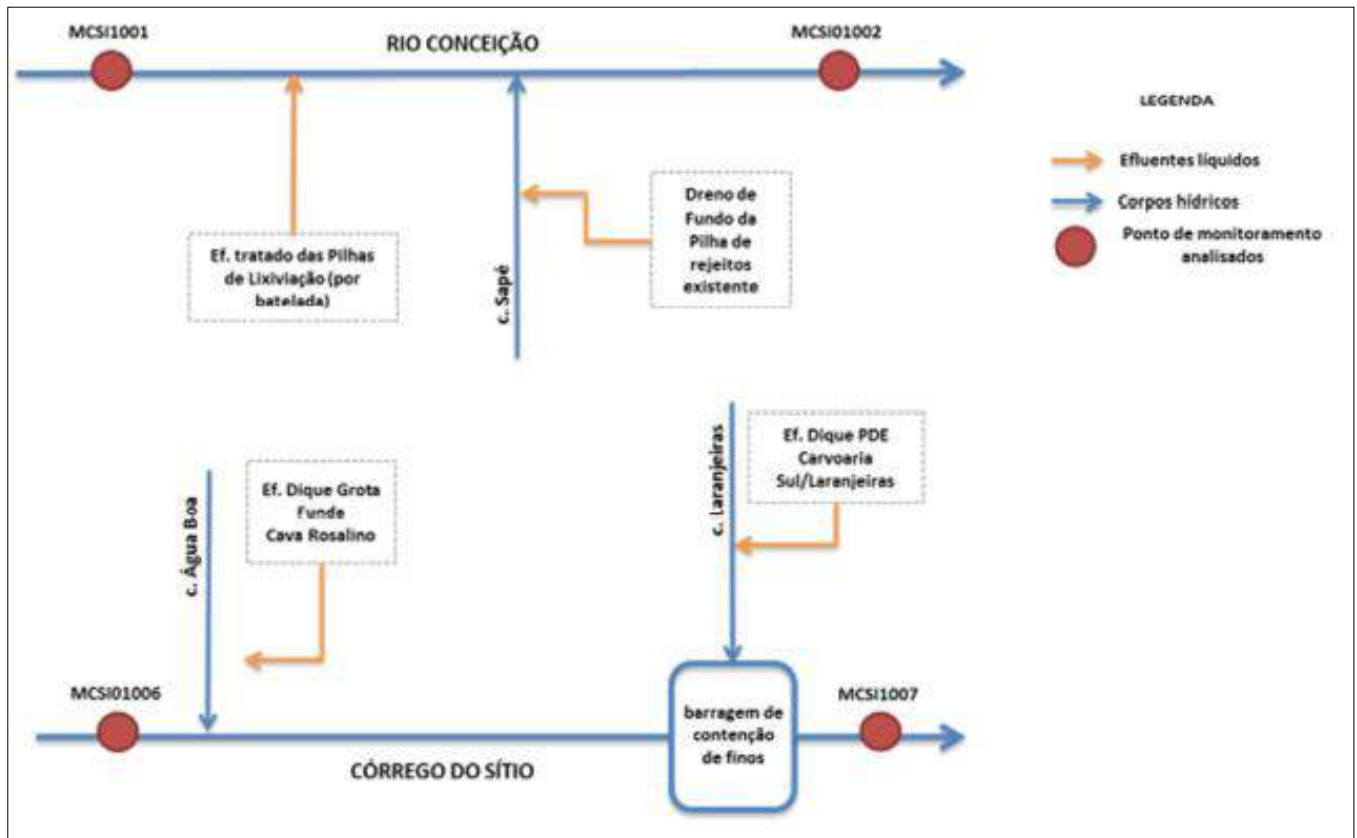 MCSI1001
RIO CONCEIÇÃO
MCSI01002
LEGENDA
Efluentes líquidos
Corpos hídricos
Ponto de monitoramento
analisados
Ef. tratado das Pilhas
de Lixiviação (por
batelada)
c. Sapé
Dreno de
Fundo da
Pilha de
rejeitos
existente
c. Água Boa
Ef. Dique Grota
Funda
Cava Rosalino
c. Laranjeiras
Ef. Dique PDE
Carvoaria
Sul/Laranjeiras
MCSI01006
CÓRREGO DO SÍTIO
barragem de
contenção
de finos
MCSI1007